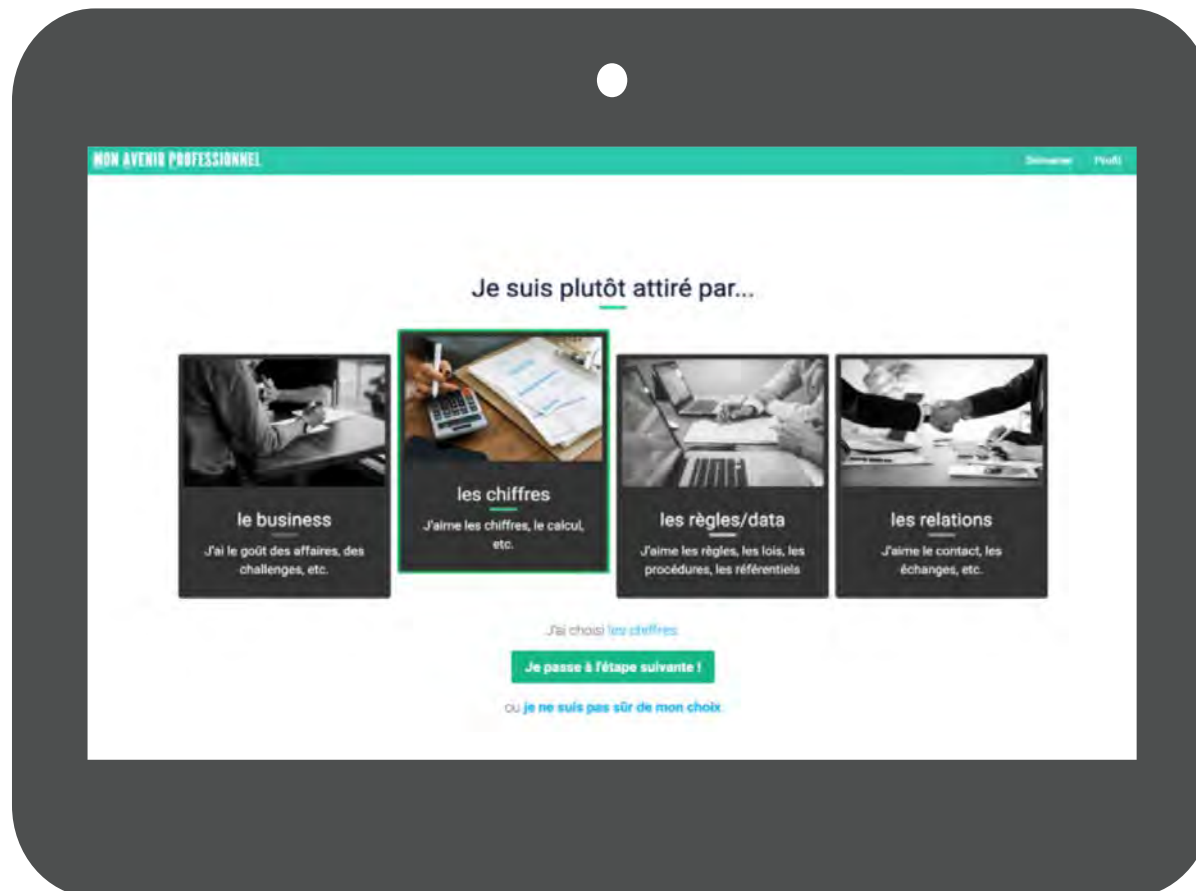 MON AVENIR PROFESSIONNEL
Profil
Je suis plutôt attiré par...
le business
J'ai le goût des affaires, des
challenges, etc.
les chiffres
J'aime les chiffres, le calcul,
etc.
les règles/data
J'aime les règles, les lois, les
procédures, les référentiels
les relations
J'aime le contact, les
échanges, etc.
J'ai choisi les chiffres
Je passe à l'étape suivante !
ou je ne suis pas sûr de mon choix